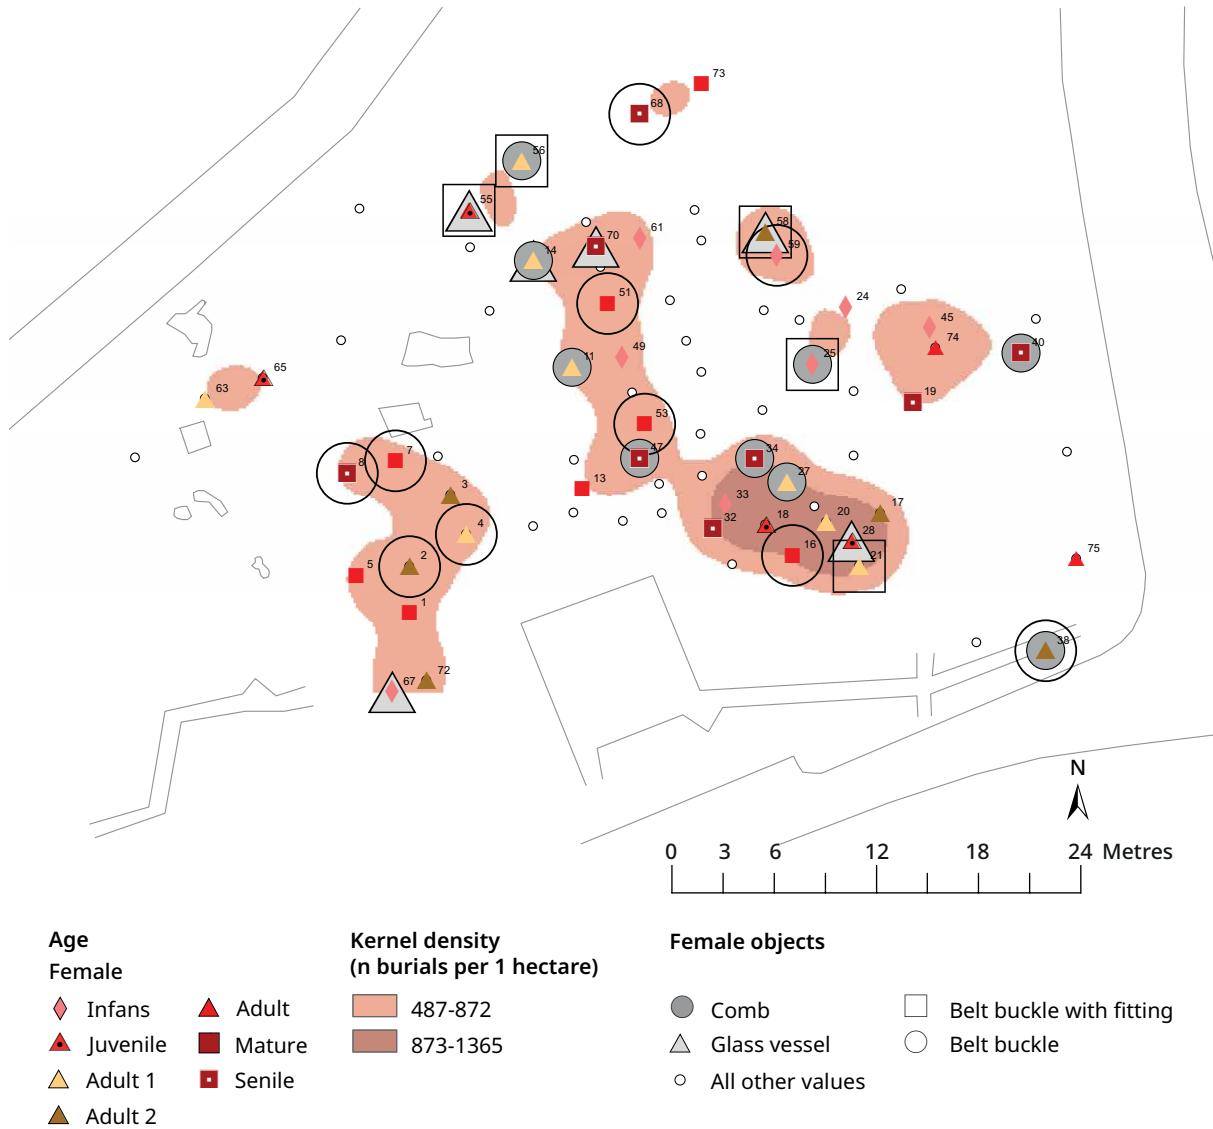 73
68
56
55
61
70
14
58
59
51
24
45
74
40
25
49
11
65
63
19
53
47
34
7
8
27
13
3
33
17
4
32
18
20
28
16
21
2
5
75
1
38
72
67
N
0 3 6 12 18 24 Metres
Age
Female
Infans
Juvenile
Adult 1
Adult 2
Adult
Mature
Senile
Kernel density
(n burials per 1 hectare)
487-872
873-1365
Female objects
Comb
Glass vessel
All other values
Belt buckle with fitting
Belt buckle